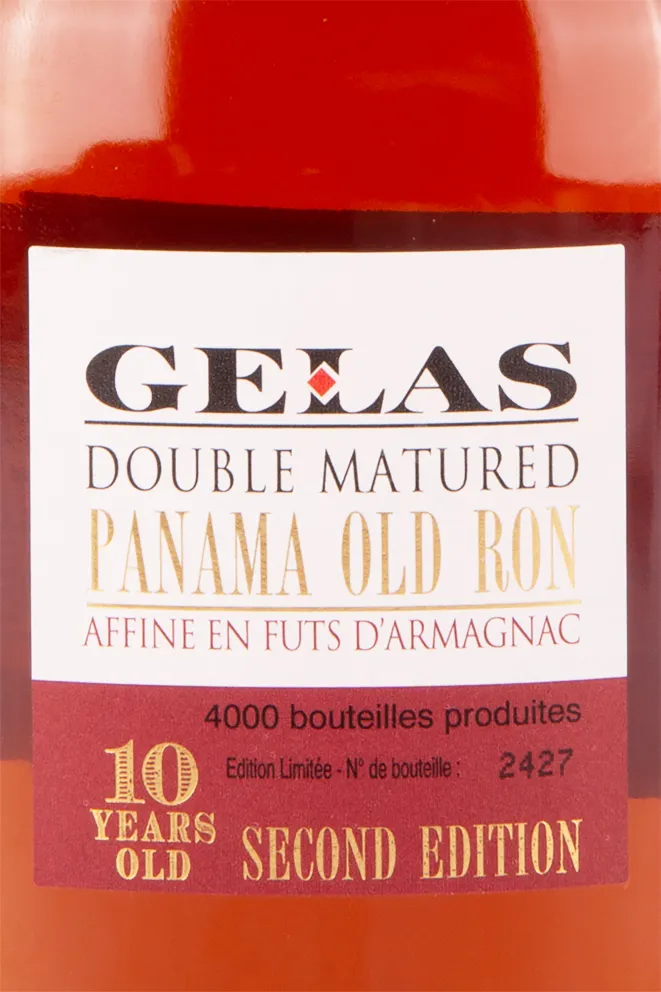 GELAS
DOUBLE MATURED
PANAMA OLD RON
AFFINE EN FUTS D'ARMAGNAC
4000 bouteilles produites
Edition Limitée - N° de bouteille : 2427
10
YEARS
OLD
SECOND EDITION